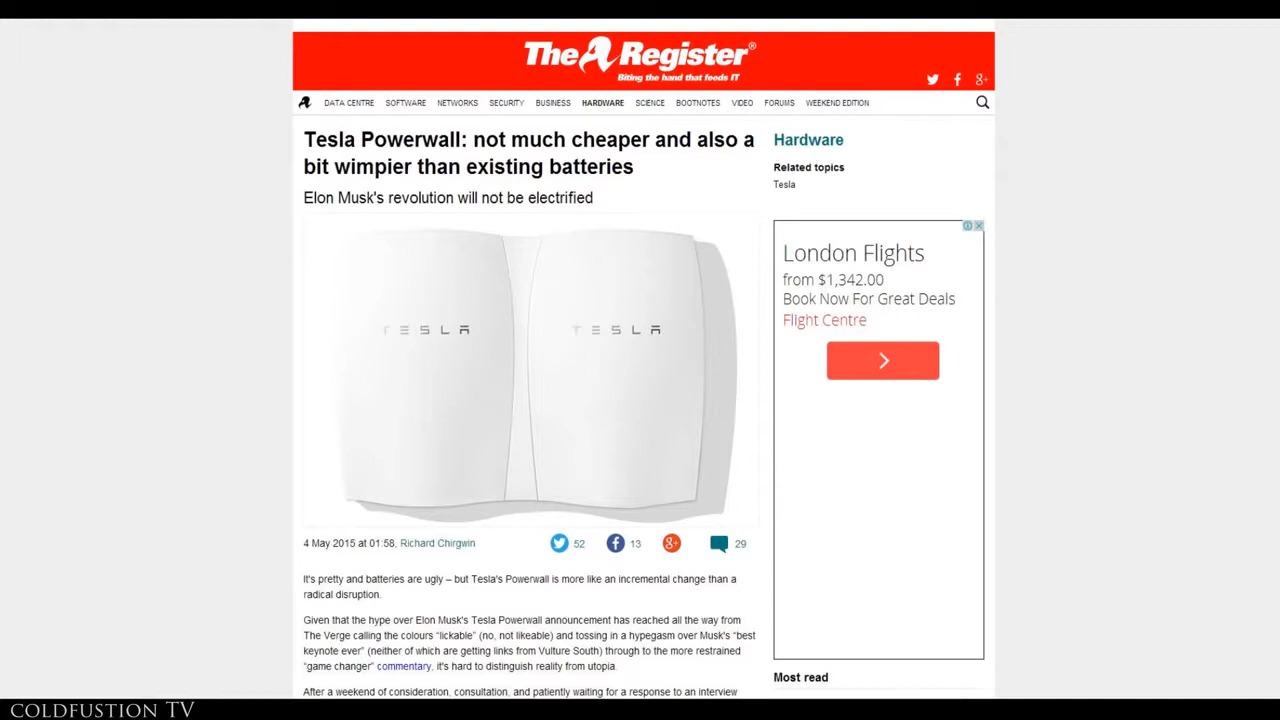 The Register®
Biting the hand that feeds IT
DATA CENTRE SOFTWARE NETWORKS SECURITY BUSINESS HARDWARE SCIENCE BOOTNOTES VIDEO FORUMS WEEKEND EDITION
Tesla Powerwall: not much cheaper and also a
bit wimpier than existing batteries
Elon Musk's revolution will not be electrified
TESLA TESLA
4 May 2015 at 01:58, Richard Chirgwin
52 13 8+ 29
It's pretty and batteries are ugly – but Tesla's Powerwall is more like an incremental change than a
radical disruption.
Given that the hype over Elon Musk's Tesla Powerwall announcement has reached all the way from
The Verge calling the colours “lickable” (no, not likeable) and tossing in a hypegasm over Musk's “best
keynote ever” (neither of which are getting links from Vulture South) through to the more restrained
“game changer” commentary, it's hard to distinguish reality from utopia.
After a weekend of consideration, consultation, and patiently waiting for a response to an interview
Hardware
Related topics
Tesla
London Flights
from $1,342.00
Book Now For Great Deals
Flight Centre
Most read
COLDFUSTION TV